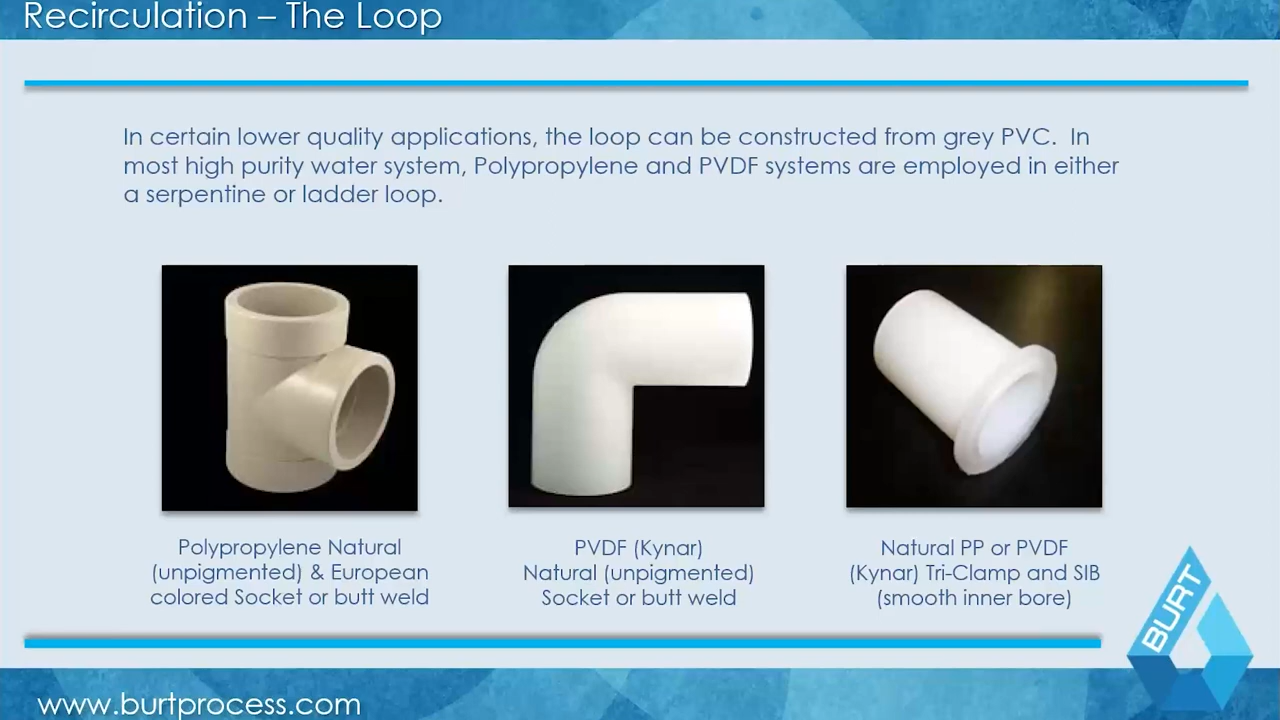 Recirculation – The Loop
In certain lower quality applications, the loop can be constructed from grey PVC.  In
most high purity water system, Polypropylene and PVDF systems are employed in either
a serpentine or ladder loop.
Polypropylene Natural
(unpigmented) & European
colored Socket or butt weld
PVDF (Kynar)
Natural (unpigmented)
Socket or butt weld
Natural PP or PVDF
(Kynar) Tri-Clamp and SIB
(smooth inner bore)
BURT
www.burtprocess.com